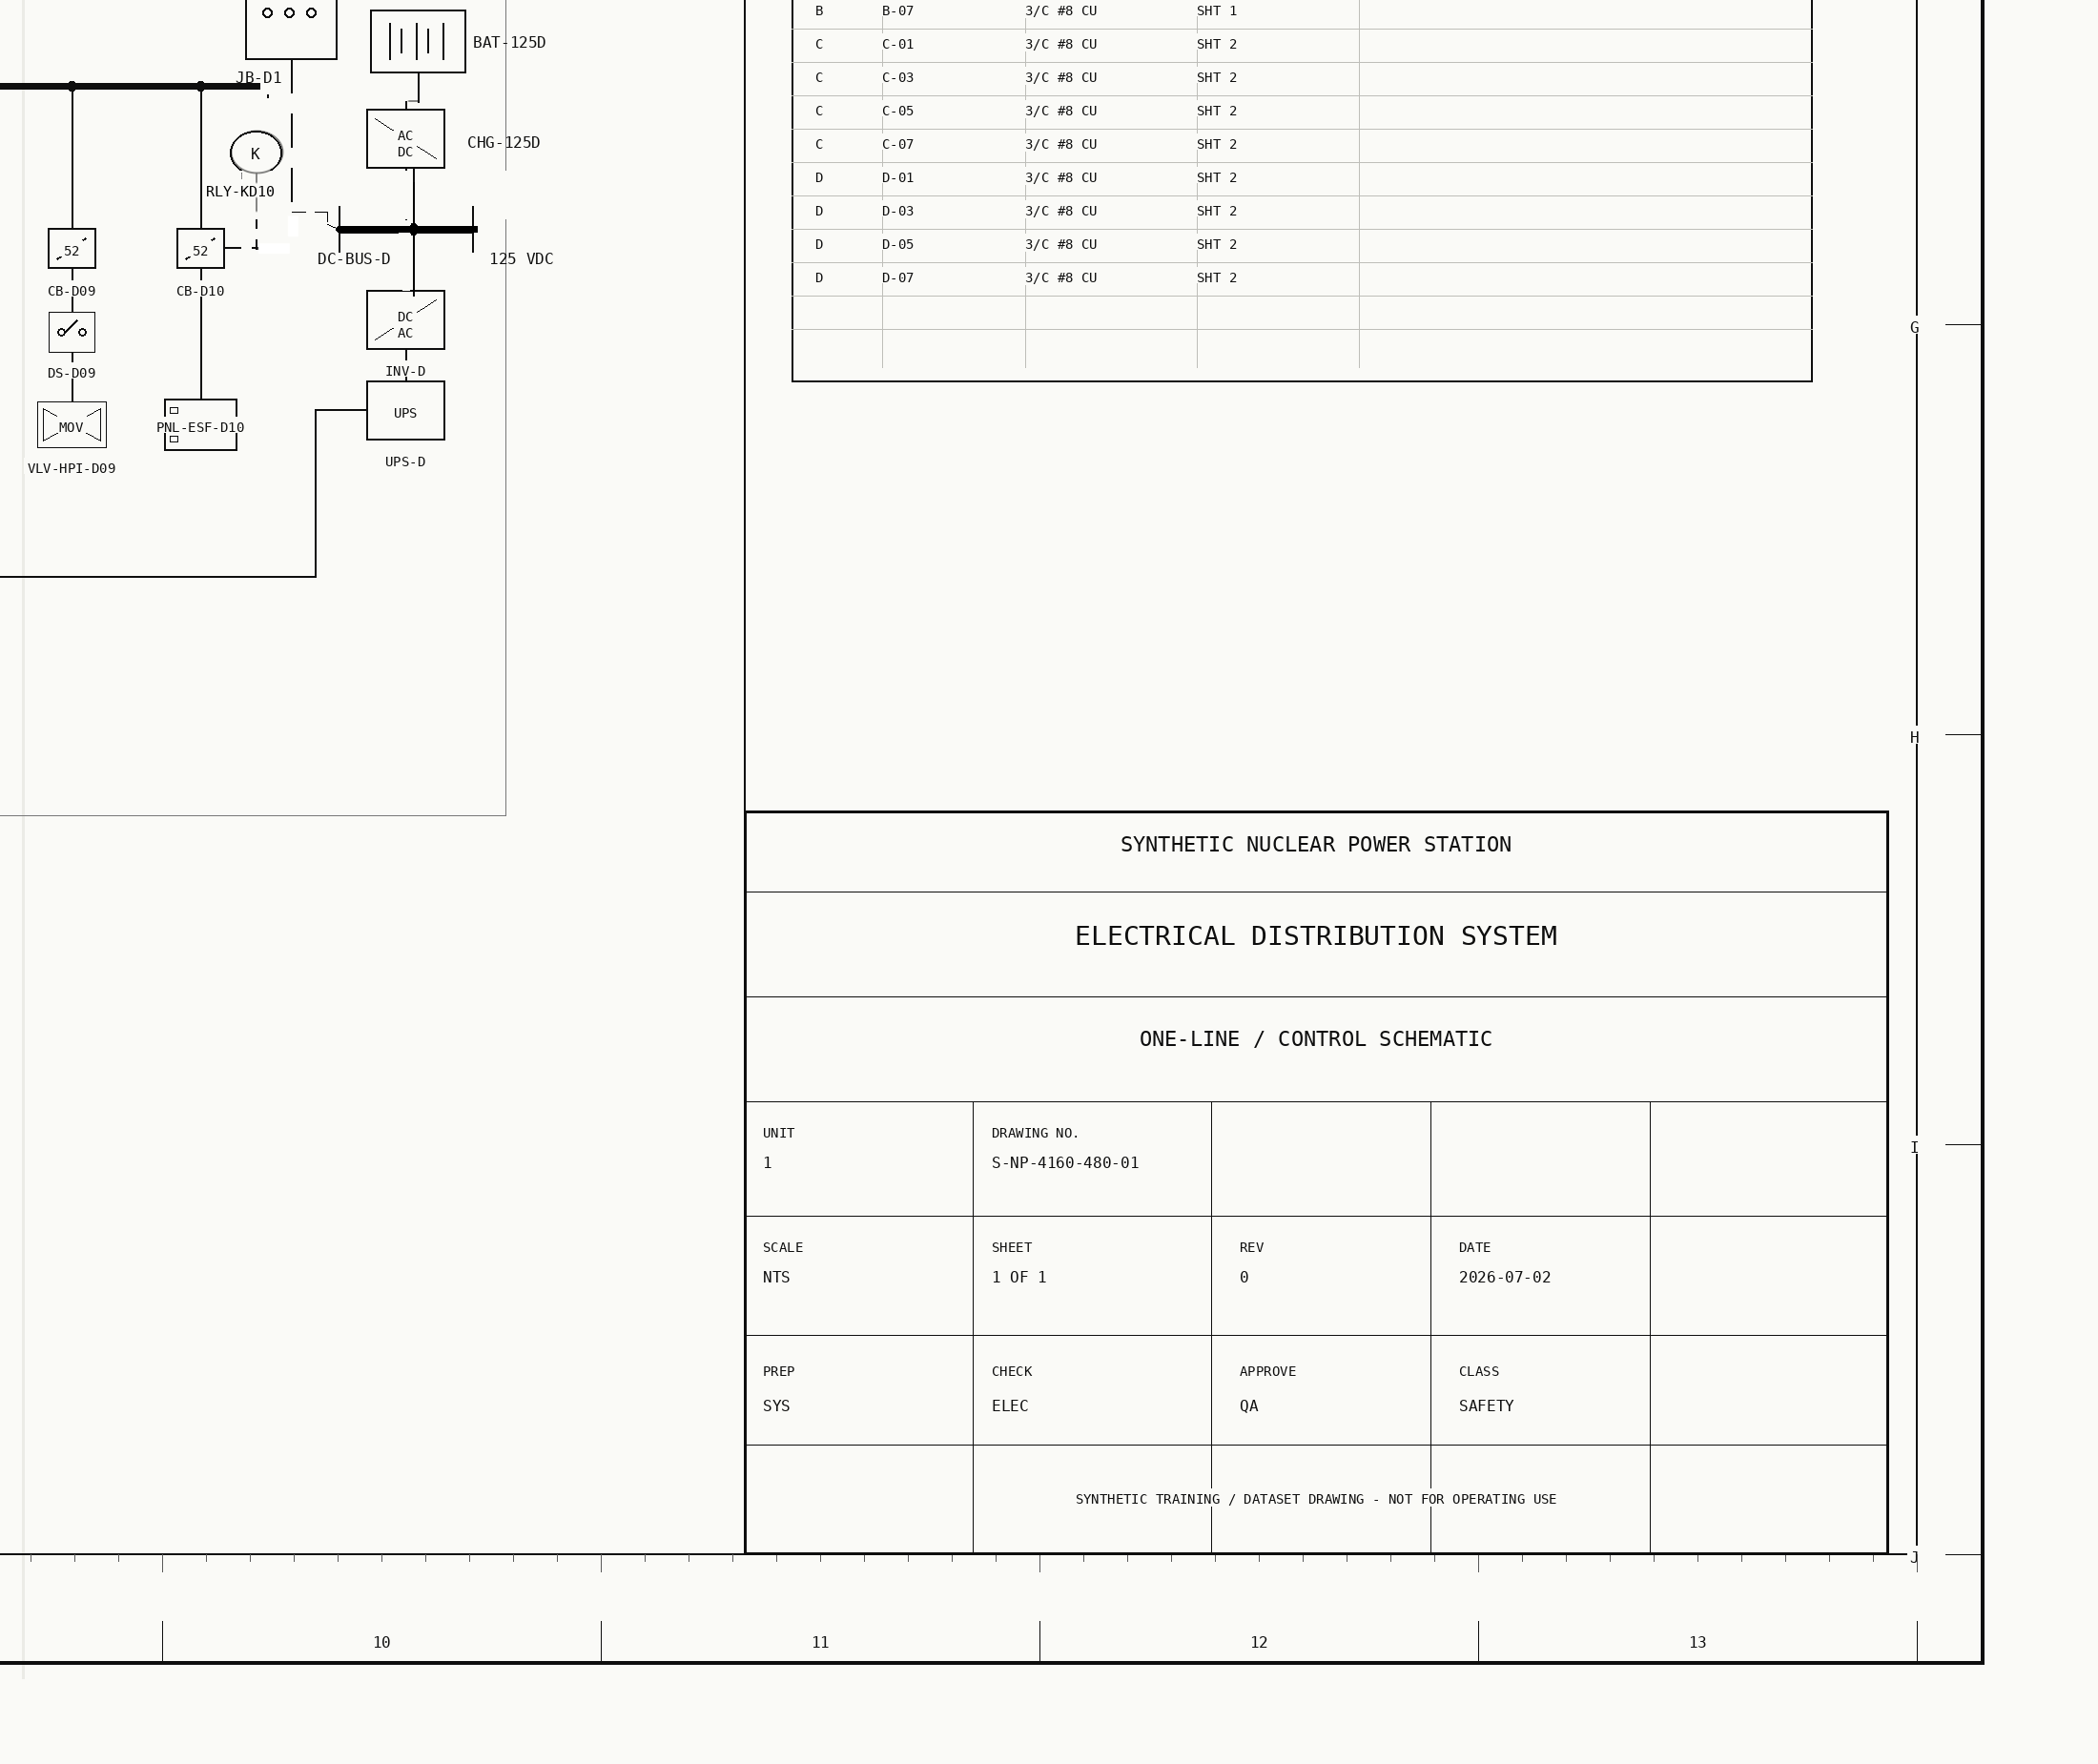 BAT-125D
JB-D1
AC
DC
CHG-125D
K
RLY-KD10
52
52
DC-BUS-D
125 VDC
CB-D09
CB-D10
DC
AC
DS-D09
INV-D
MOV
PNL-ESF-D10
UPS
VLV-HPI-D09
UPS-D
B B-07 3/C #8 CU SHT 1
C C-01 3/C #8 CU SHT 2
C C-03 3/C #8 CU SHT 2
C C-05 3/C #8 CU SHT 2
C C-07 3/C #8 CU SHT 2
D D-01 3/C #8 CU SHT 2
D D-03 3/C #8 CU SHT 2
D D-05 3/C #8 CU SHT 2
D D-07 3/C #8 CU SHT 2
G
H
I
J
SYNTHETIC NUCLEAR POWER STATION
ELECTRICAL DISTRIBUTION SYSTEM
ONE-LINE / CONTROL SCHEMATIC
UNIT DRAWING NO.
1 S-NP-4160-480-01
SCALE SHEET REV DATE
NTS 1 OF 1 0 2026-07-02
PREP CHECK APPROVE CLASS
SYS ELEC QA SAFETY
SYNTHETIC TRAINING / DATASET DRAWING - NOT FOR OPERATING USE
10 11 12 13